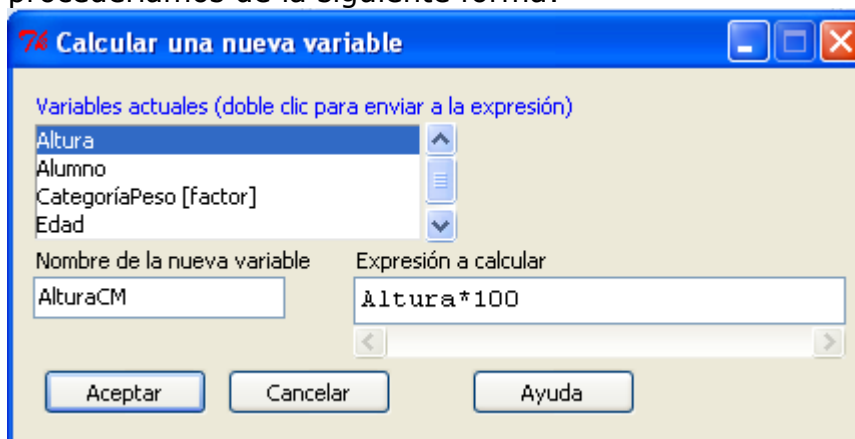 procederíamos de la siguiente forma:
Calcular una nueva variable
Variables actuales (doble clic para enviar a la expresión)
Altura
Alumno
CategoríaPeso [factor]
Edad
Nombre de la nueva variable Expresión a calcular
AlturaCM Altura*100
Aceptar Cancelar Ayuda